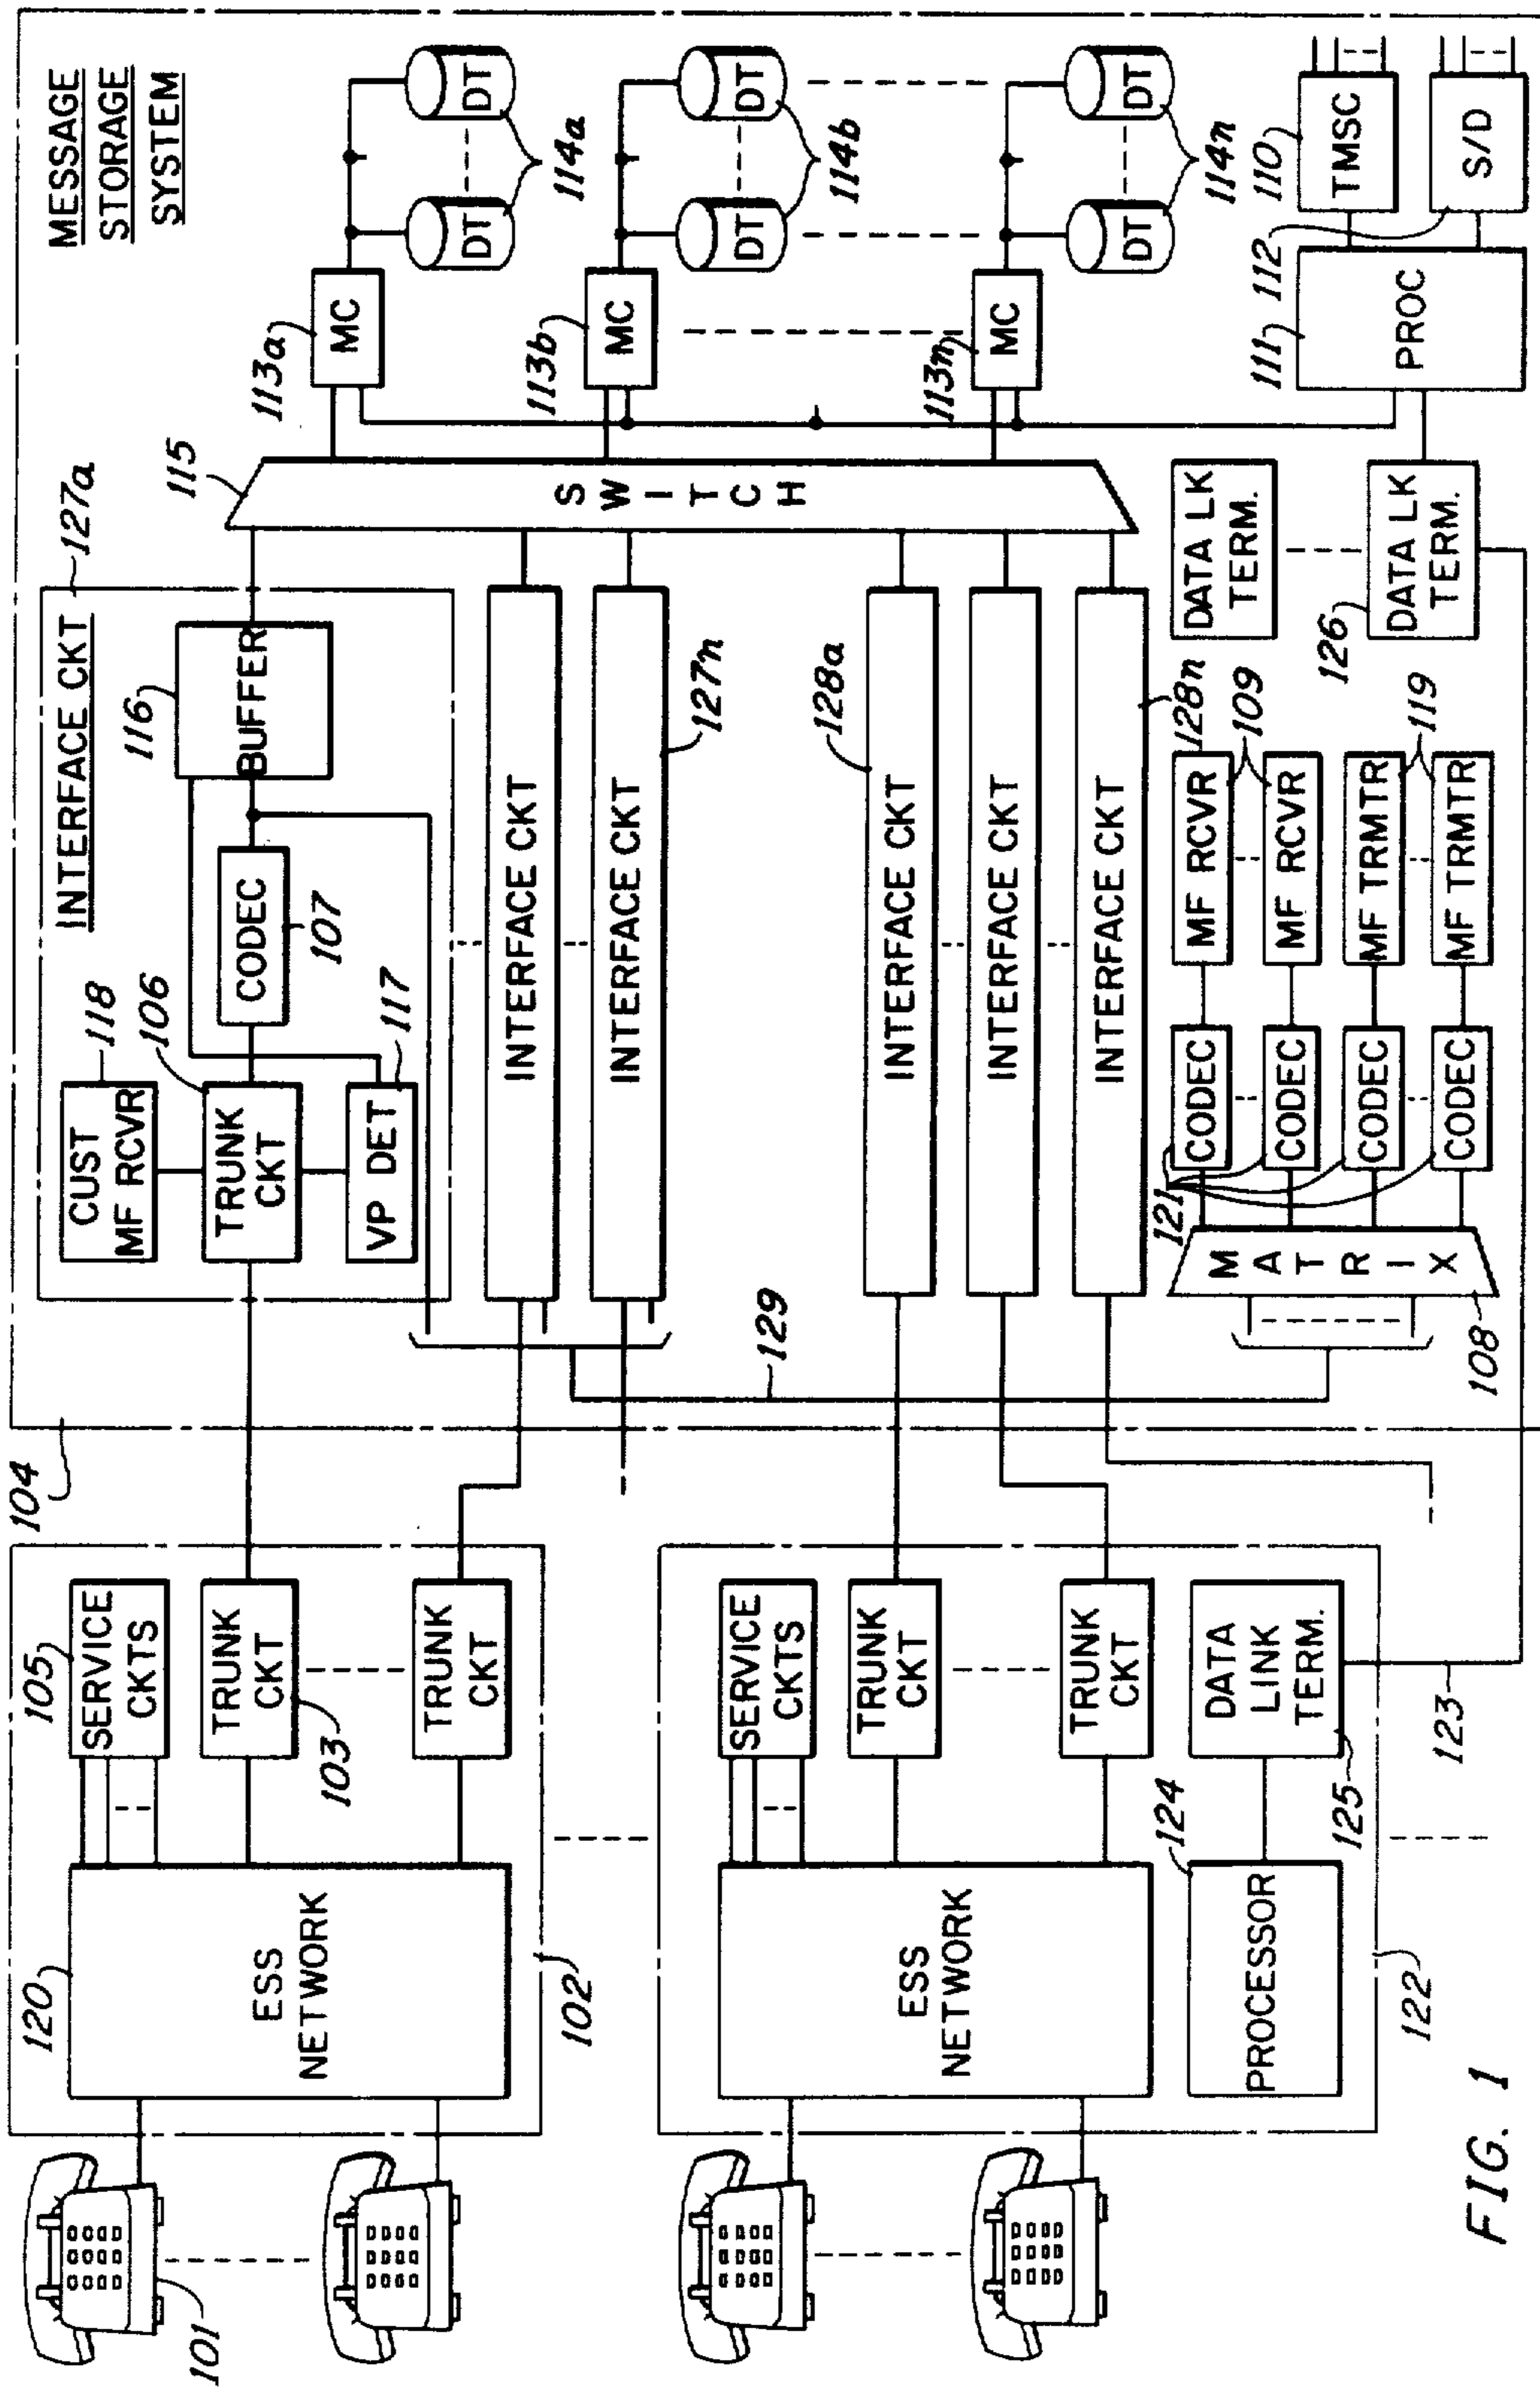 MESSAGE
STORAGE
SYSTEM
104
INTERFACE CKT
127a
CUST
MF RCVR
118
TRUNK
CKT
106
VP DET
117
CODEC
107
BUFFER
116
115
SWITCH
113a
MC
DT
DT
114a
113b
MC
DT
DT
114b
113n
MC
DT
DT
114n
INTERFACE CKT
INTERFACE CKT
127n
129
INTERFACE CKT
128a
INTERFACE CKT
INTERFACE CKT
128n
MATRIX
108
121
CODEC
CODEC
CODEC
CODEC
MF RCVR
MF RCVR
109
MF TRMTR
MF TRMTR
119
DATA LK
TERM.
DATA LK
TERM.
126
111
PROC
112
110
TMSC
S/D
101
120
ESS
NETWORK
105
SERVICE
CKTS
TRUNK
CKT
103
TRUNK
CKT
102
ESS
NETWORK
SERVICE
CKTS
TRUNK
CKT
TRUNK
CKT
124
PROCESSOR
DATA
LINK
TERM.
125
123
122
FIG. 1